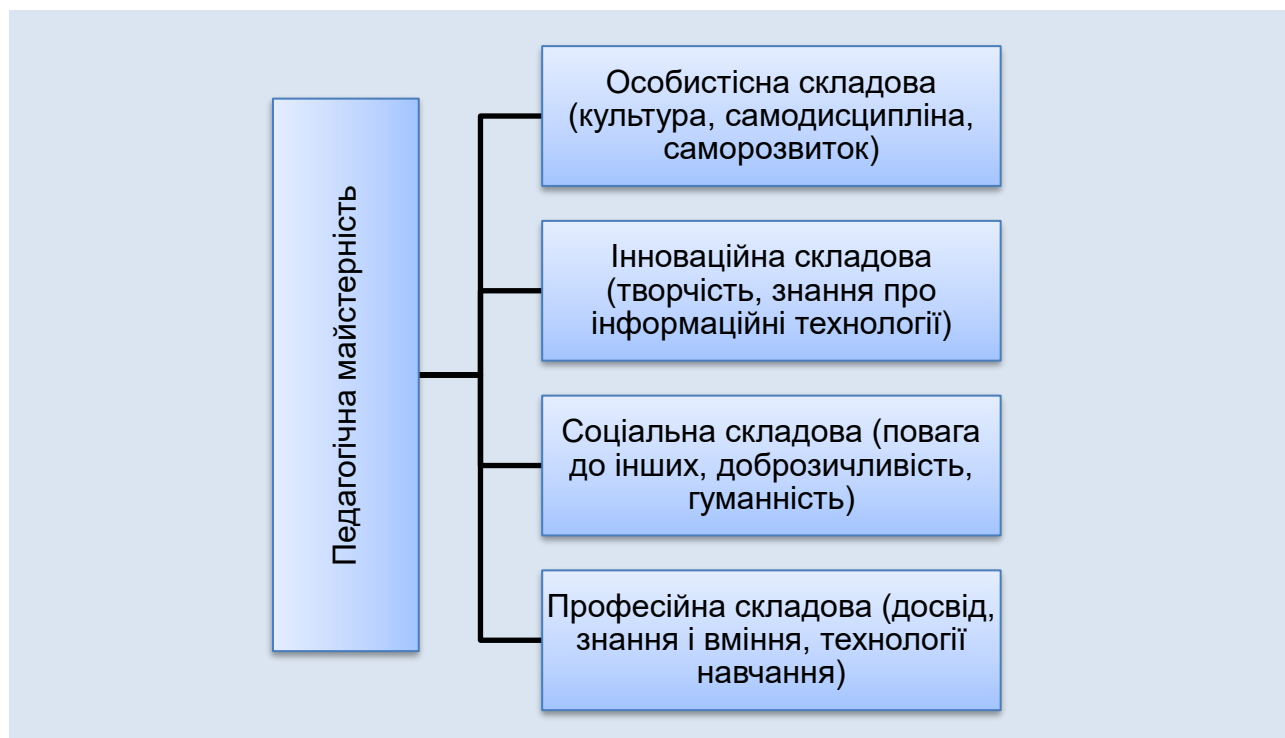 Педагогічна майстерність
Особистісна складова
(культура, самодисципліна,
саморозвиток)
Інноваційна складова
(творчість, знання про
інформаційні технології)
Соціальна складова (повага
до інших, доброзичливість,
гуманність)
Професійна складова (досвід,
знання і вміння, технології
навчання)